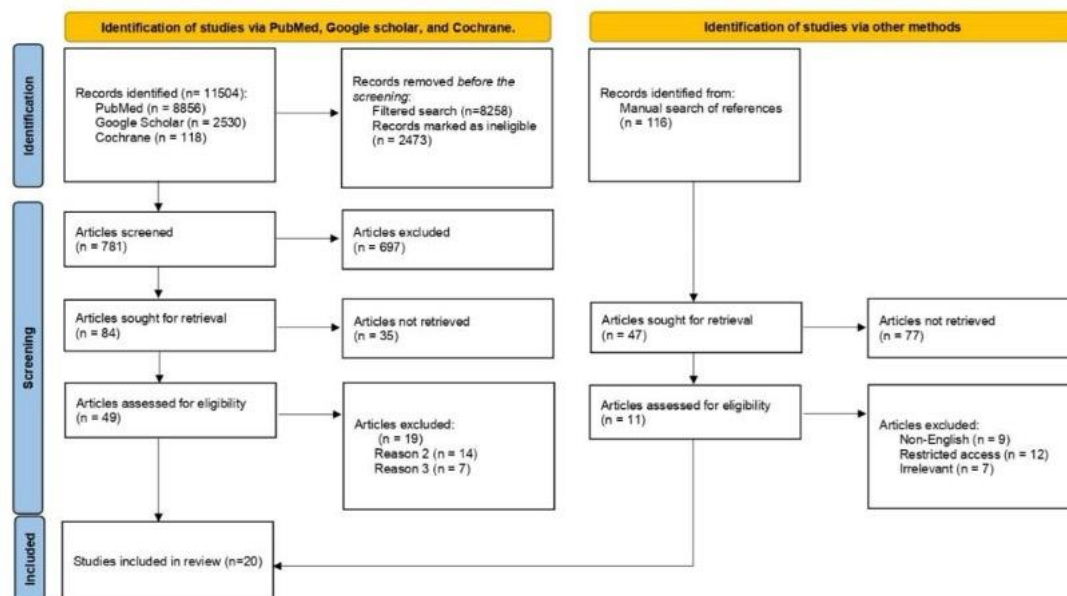 Identification of studies via PubMed, Google scholar, and Cochrane.
Identification of studies via other methods
Identification
Records identified (n= 11504):
PubMed (n = 8856)
Google Scholar (n = 2530)
Cochrane (n = 118)
Records removed before the
screening:
Filtered search (n=8258)
Records marked as ineligible
(n = 2473)
Records identified from:
Manual search of references
(n = 116)
Screening
Articles screened
(n = 781)
Articles excluded
(n = 697)
Articles sought for retrieval
(n = 84)
Articles not retrieved
(n = 35)
Articles sought for retrieval
(n = 47)
Articles not retrieved
(n = 77)
Articles assessed for eligibility
(n = 49)
Articles excluded:
(n = 19)
Reason 2 (n = 14)
Reason 3 (n = 7)
Articles assessed for eligibility
(n = 11)
Articles excluded:
Non-English (n = 9)
Restricted access (n = 12)
Irrelevant (n = 7)
Included
Studies included in review (n=20)